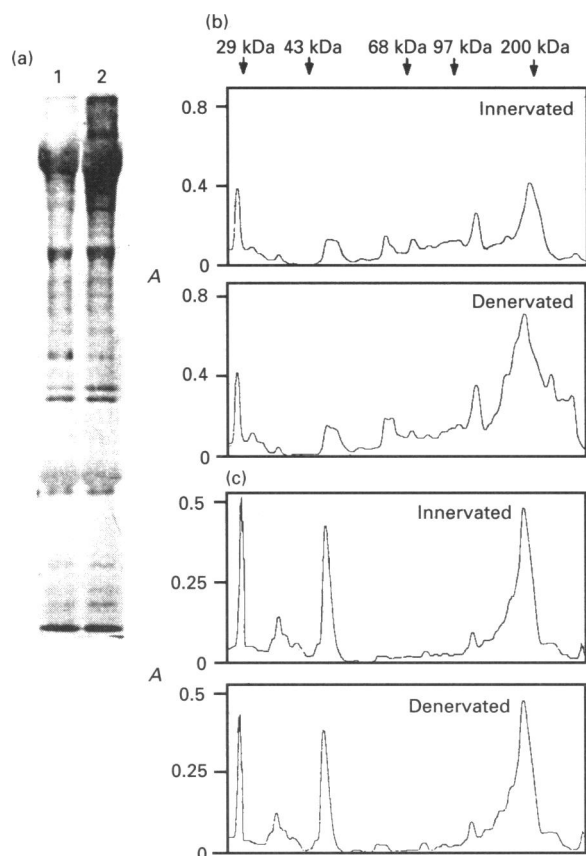 (a)
1 2
(b)
29 kDa 43 kDa 68 kDa 97 kDa 200 kDa
0.8
0.4
0
Innervated
A
0.8
0.4
0
Denervated
(c)
0.5
0.25
0
Innervated
A
0.5
0.25
0
Denervated